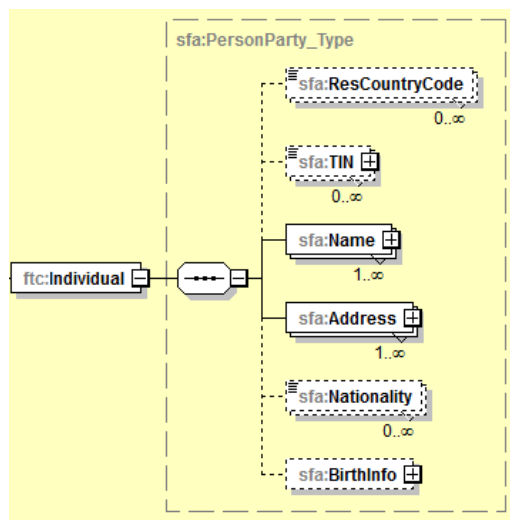 sfa:PersonParty_Type
sfa:ResCountryCode
0..∞
sfa:TIN
0..∞
sfa:Name
1..∞
ftc:Individual
sfa:Address
1..∞
sfa:Nationality
0..∞
sfa:BirthInfo